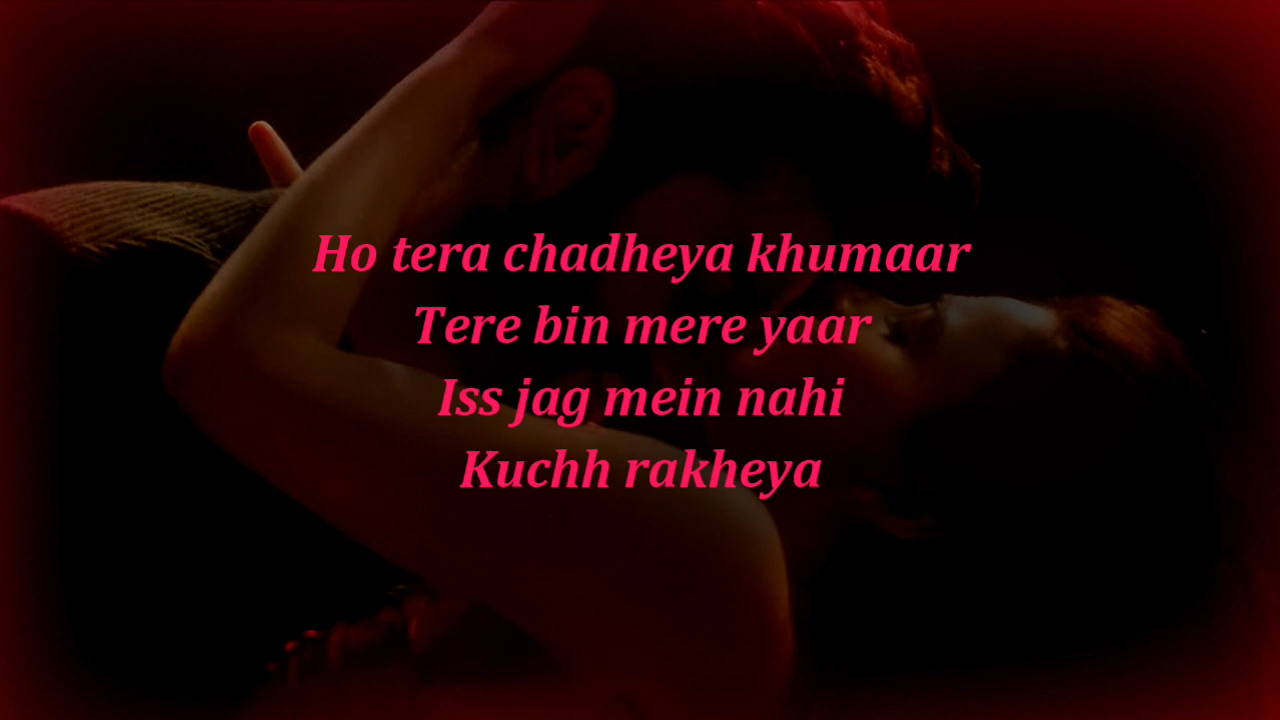 Ho tera chadheya khumaar
Tere bin mere yaar
Iss jag mein nahi
Kuchh rakheya